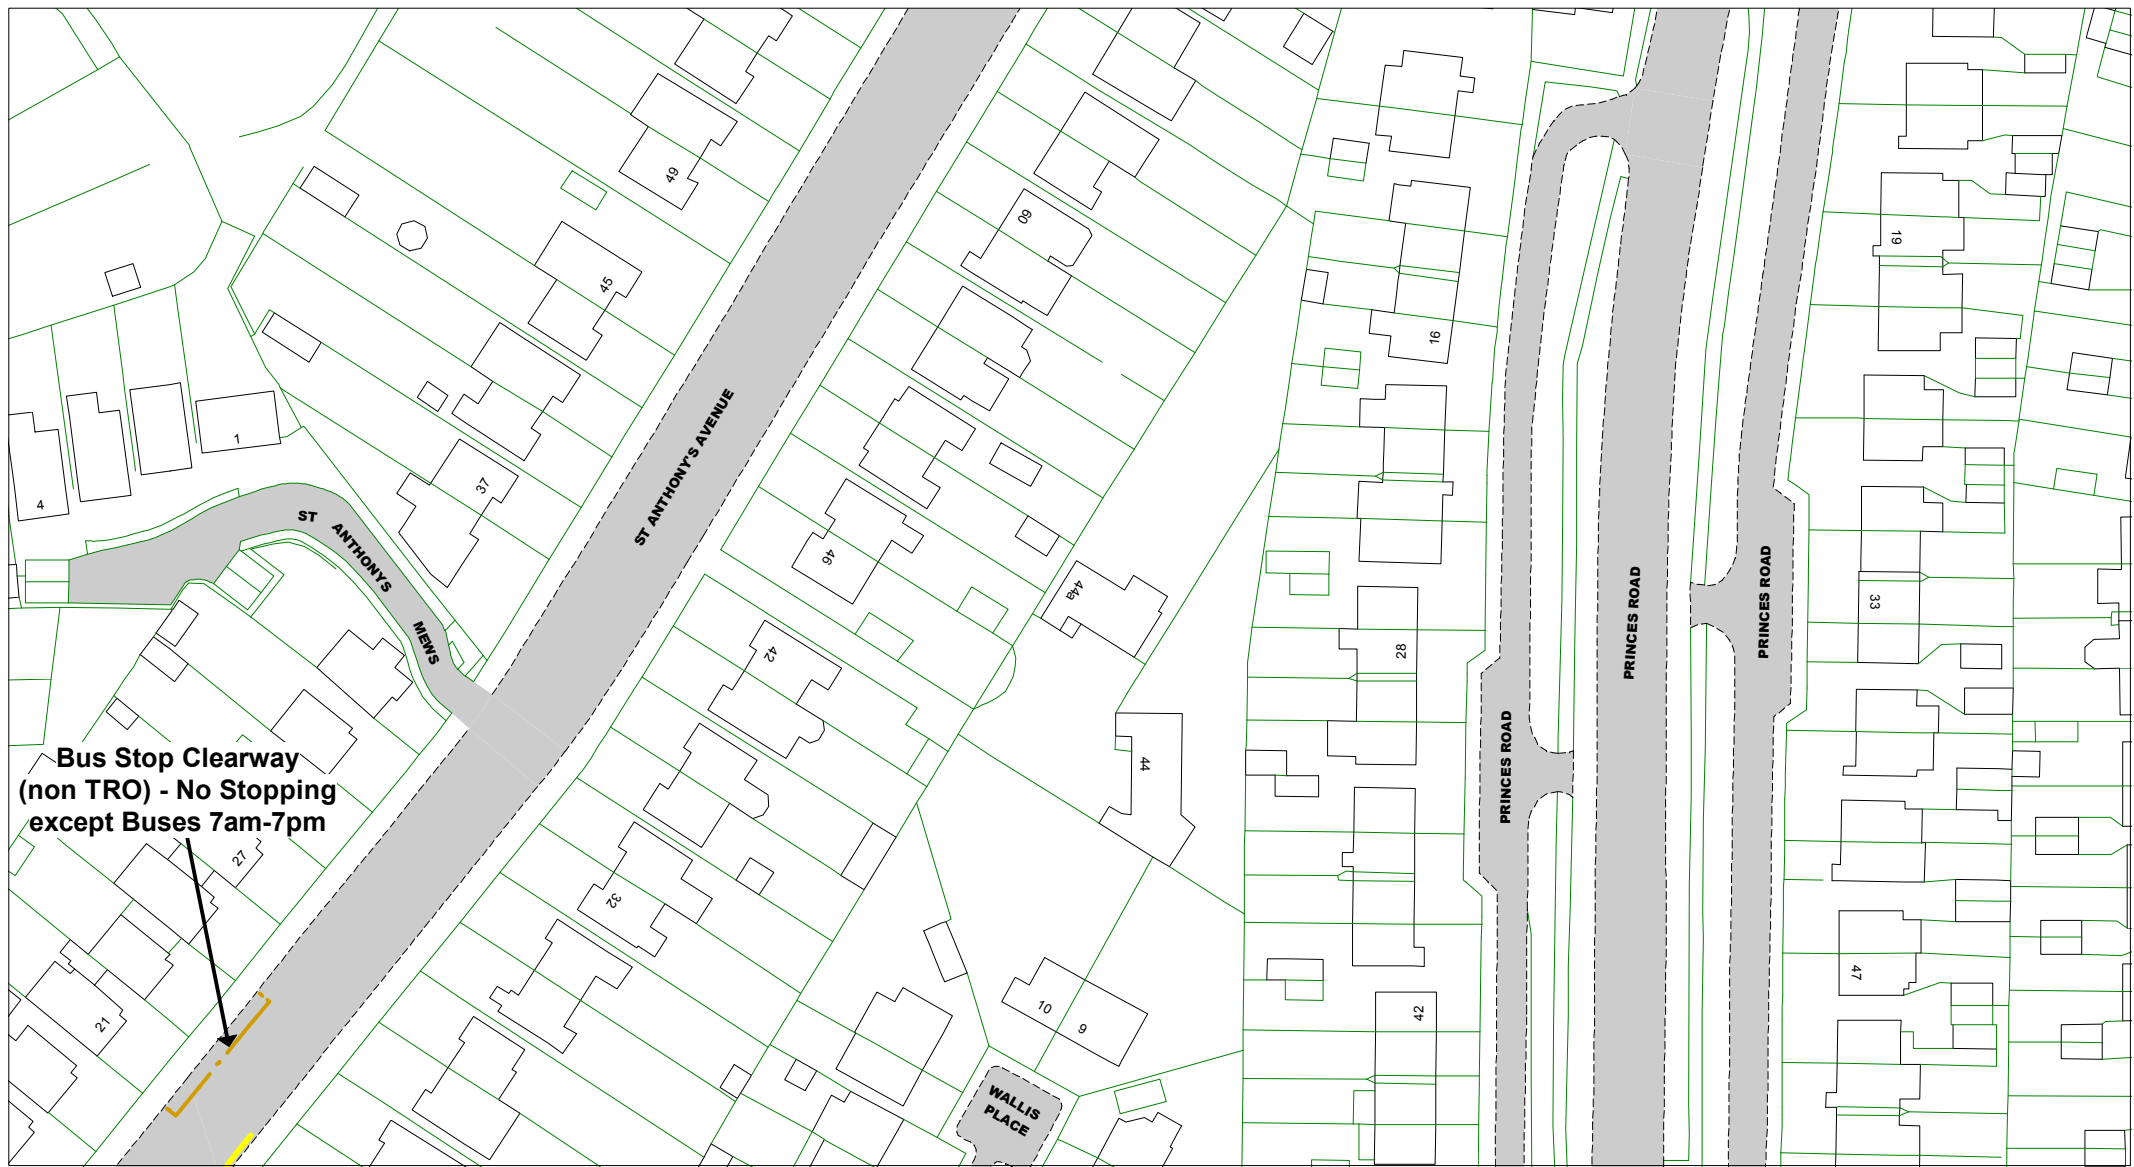 49
60
19
45
16
ST ANTHONY'S AVENUE
1
37
4
ST ANTHONYS MEWS
46
44a
33
PRINCES ROAD
PRINCES ROAD
PRINCES ROAD
28
42
44
Bus Stop Clearway
(non TRO) - No Stopping
except Buses 7am-7pm
27
32
47
10
9
42
21
WALLIS
PLACE